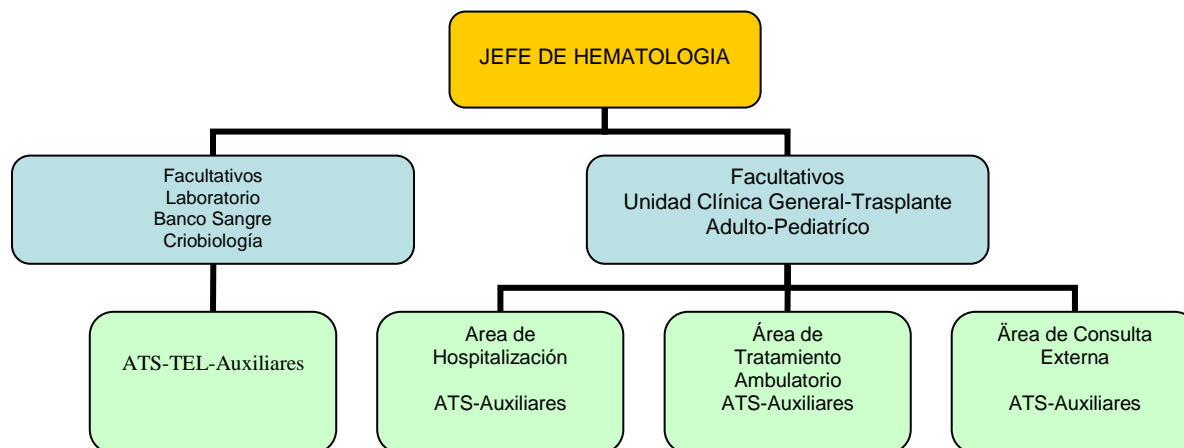 JEFE DE HEMATOLOGIA
Facultativos
Laboratorio
Banco Sangre
Criobiología
Facultativos
Unidad Clínica General-Trasplante
Adulto-Pediatríco
ATS-TEL-Auxiliares
Area de
Hospitalización
ATS-Auxiliares
Área de
Tratamiento
Ambulatorio
ATS-Auxiliares
Ärea de Consulta
Externa
ATS-Auxiliares